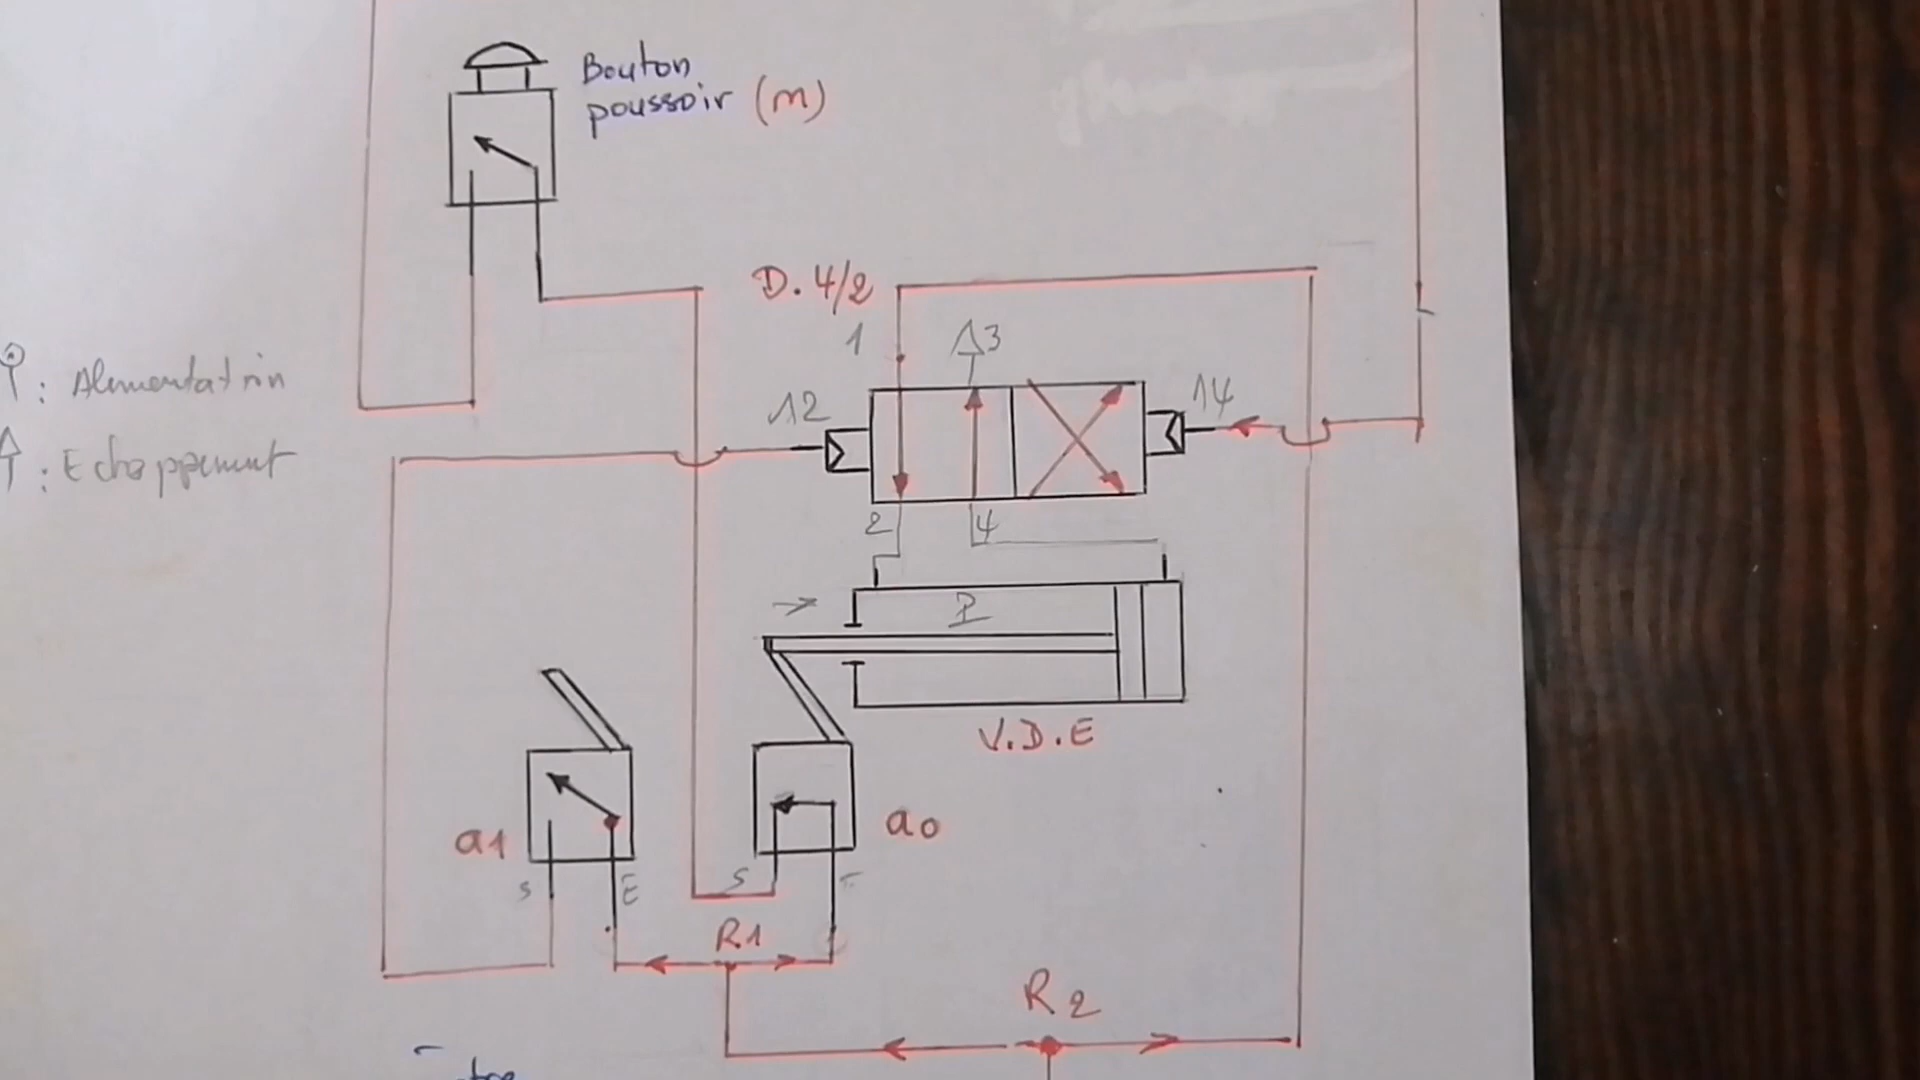 Bouton
poussoir (m)
D. 4/2
1
3
: Alimentation
12
14
: Echappement
2
4
P
V.D.E
a1
a0
S
E
S
R1
R2